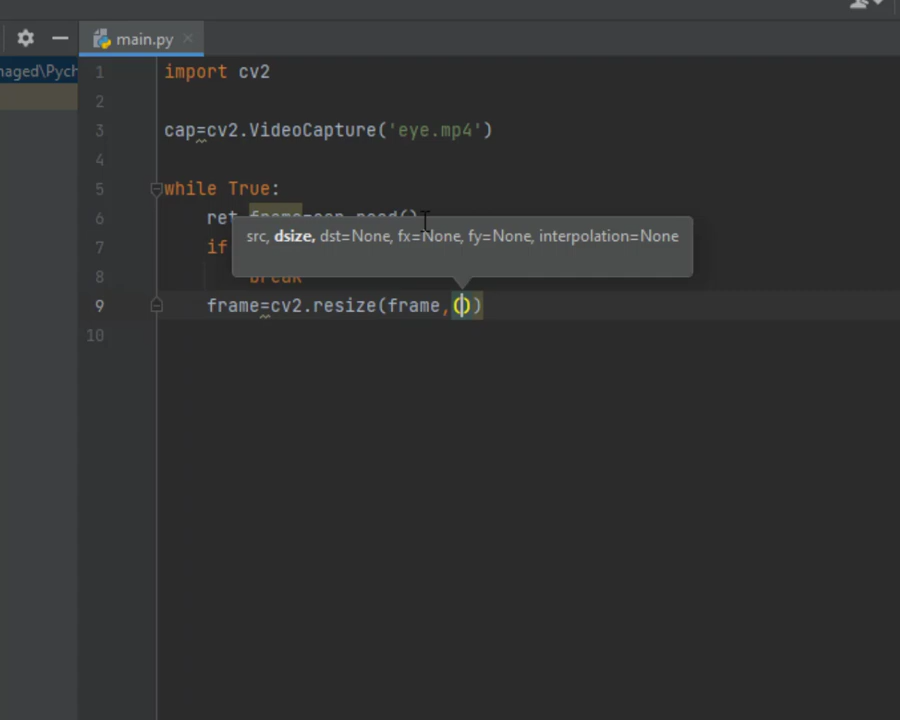 main.py
naged\Pych
1 import cv2
2
3 cap=cv2.VideoCapture('eye.mp4')
4
5 while True:
6 ret
7 if
src, dsize, dst=None, fx=None, fy=None, interpolation=None
8 break
9 frame=cv2.resize(frame,())
10